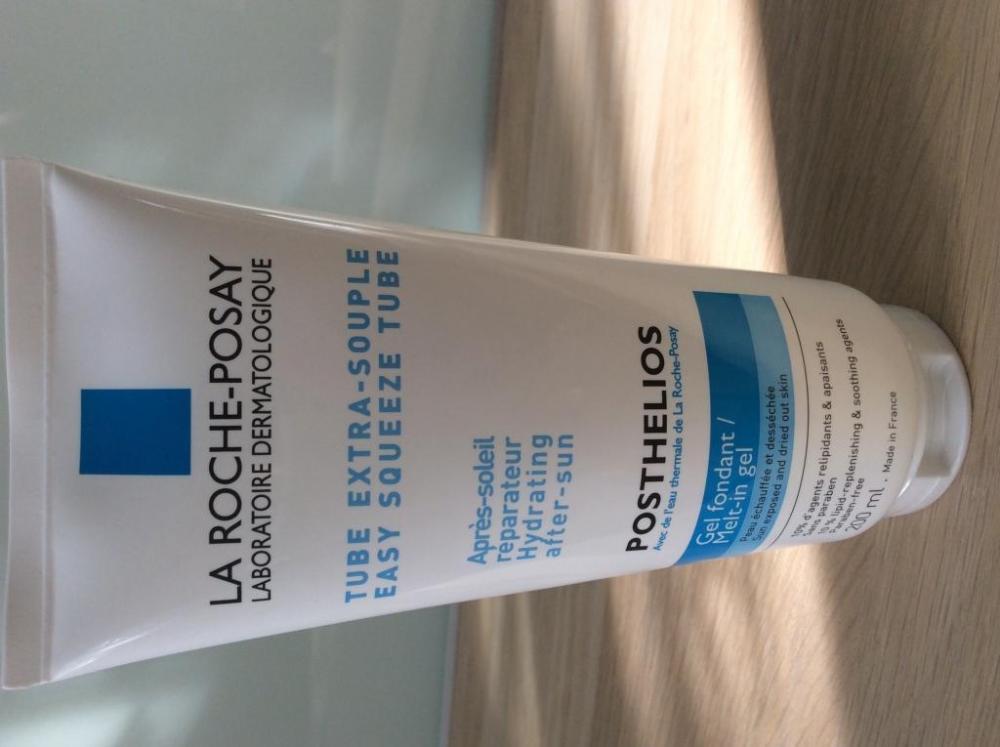 LA ROCHE-POSAY
LABORATOIRE DERMATOLOGIQUE
TUBE EXTRA-SOUPLE
EASY SQUEEZE TUBE
Après-soleil
réparateur
Hydrating
after-sun
POSTHELIOS
Avec de l'eau thermale de La Roche-Posay
Gel fondant /
Melt-in gel
Peau échauffée et desséchée
Sun exposed and dried out skin
10% d'agents relipidants & apaisants
Sans paraben
10 % lipid-replenishing & soothing agents
Paraben-free
200 ml · Made in France